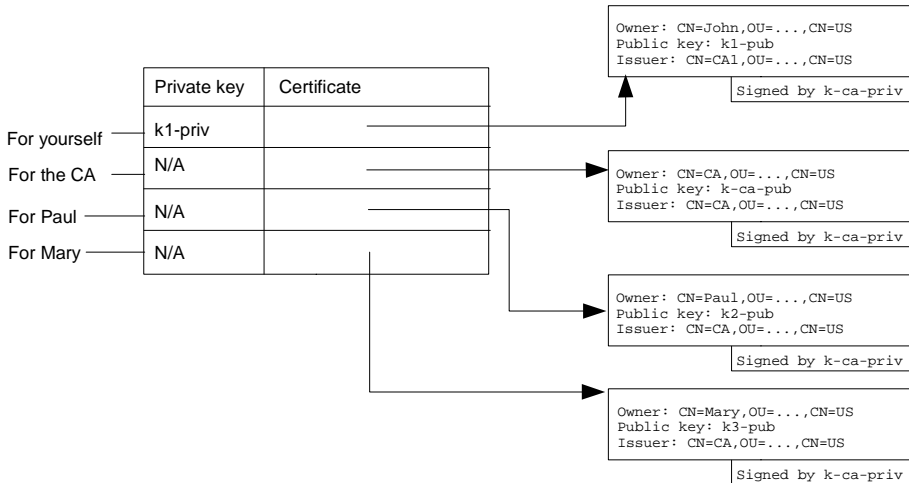 Owner: CN=John,OU=...,CN=US
Public key: k1-pub
Issuer: CN=CA1,OU=...,CN=US
Signed by k-ca-priv
Private key Certificate
For yourself k1-priv
For the CA N/A
For Paul N/A
For Mary N/A
Owner: CN=CA,OU=...,CN=US
Public key: k-ca-pub
Issuer: CN=CA,OU=...,CN=US
Signed by k-ca-priv
Owner: CN=Paul,OU=...,CN=US
Public key: k2-pub
Issuer: CN=CA,OU=...,CN=US
Signed by k-ca-priv
Owner: CN=Mary,OU=...,CN=US
Public key: k3-pub
Issuer: CN=CA,OU=...,CN=US
Signed by k-ca-priv